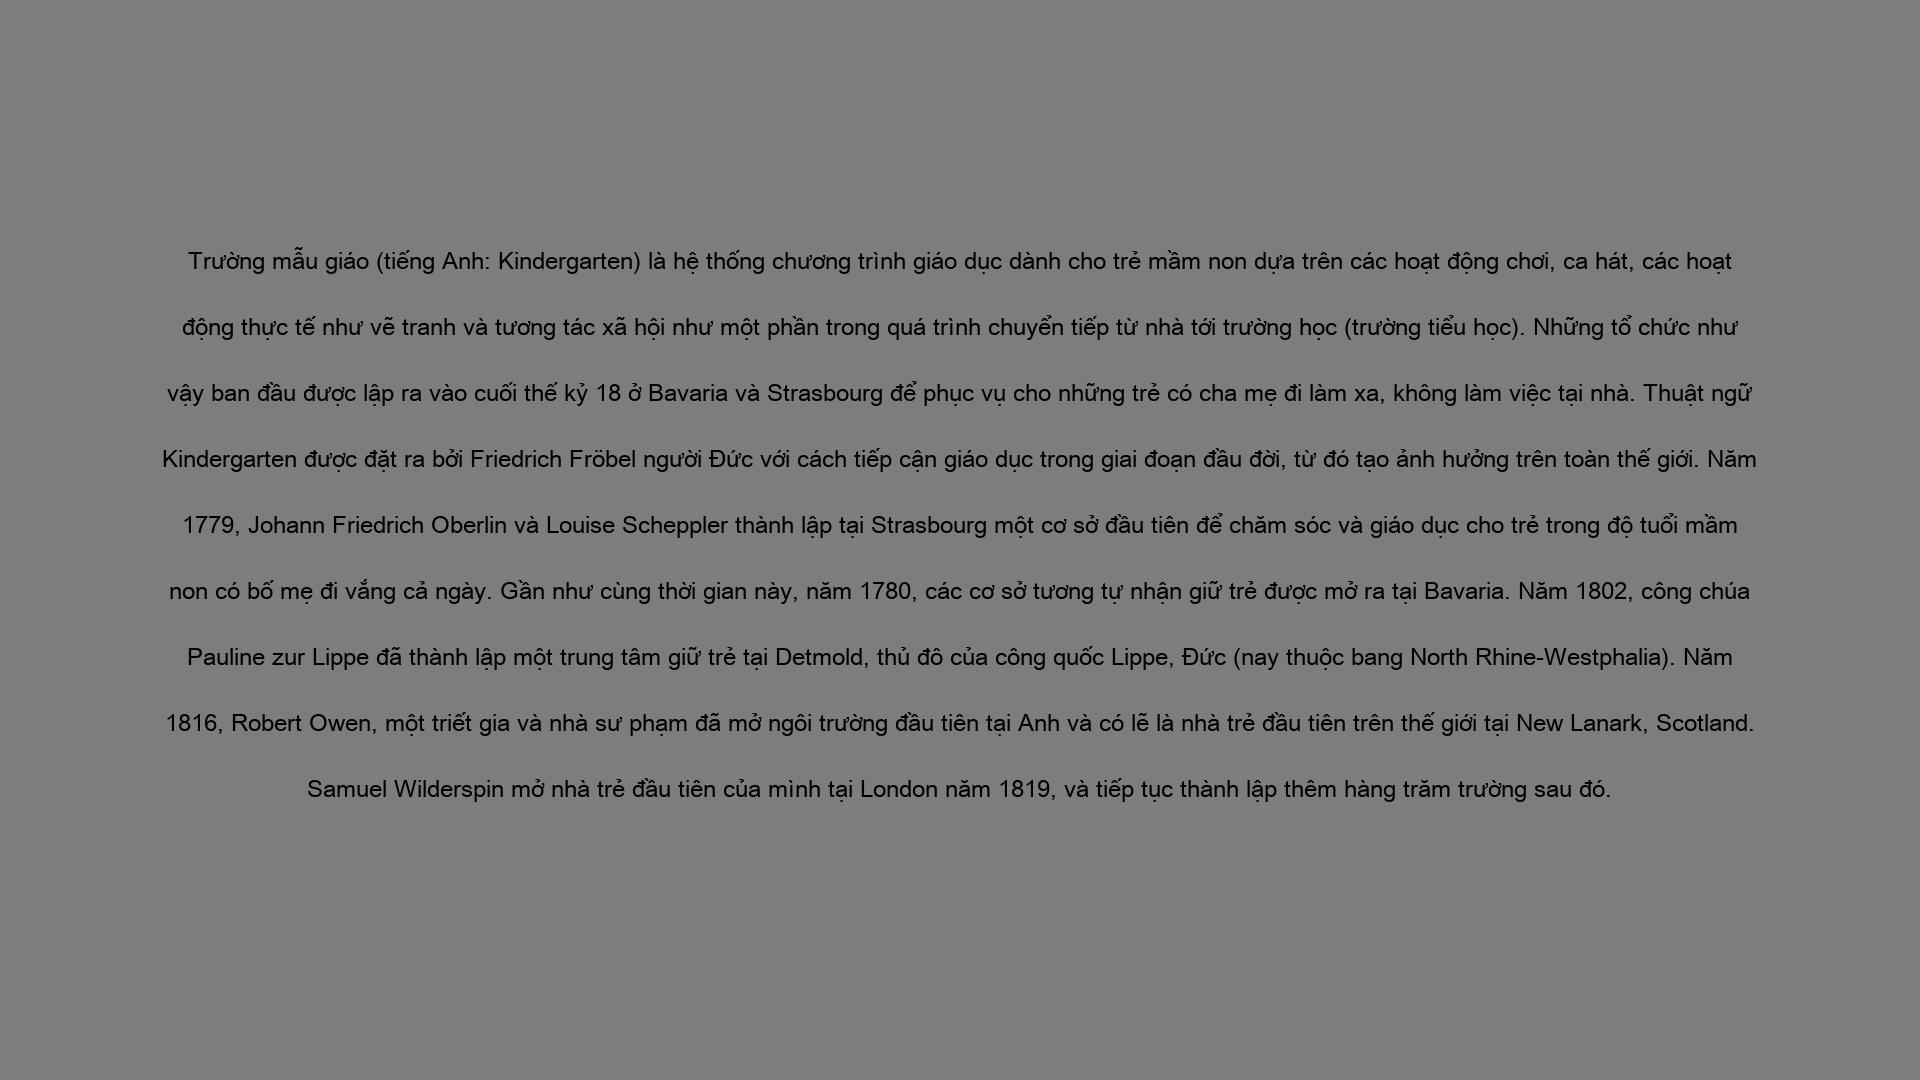 Trường mẫu giáo (tiếng Anh: Kindergarten) là hệ thống chương trình giáo dục dành cho trẻ mầm non dựa trên các hoạt động chơi, ca hát, các hoạt
động thực tế như vẽ tranh và tương tác xã hội như một phần trong quá trình chuyển tiếp từ nhà tới trường học (trường tiểu học). Những tổ chức như
vậy ban đầu được lập ra vào cuối thế kỷ 18 ở Bavaria và Strasbourg để phục vụ cho những trẻ có cha mẹ đi làm xa, không làm việc tại nhà. Thuật ngữ
Kindergarten được đặt ra bởi Friedrich Fröbel người Đức với cách tiếp cận giáo dục trong giai đoạn đầu đời, từ đó tạo ảnh hưởng trên toàn thế giới. Năm
1779, Johann Friedrich Oberlin và Louise Scheppler thành lập tại Strasbourg một cơ sở đầu tiên để chăm sóc và giáo dục cho trẻ trong độ tuổi mầm
non có bố mẹ đi vắng cả ngày. Gần như cùng thời gian này, năm 1780, các cơ sở tương tự nhận giữ trẻ được mở ra tại Bavaria. Năm 1802, công chúa
Pauline zur Lippe đã thành lập một trung tâm giữ trẻ tại Detmold, thủ đô của công quốc Lippe, Đức (nay thuộc bang North Rhine-Westphalia). Năm
1816, Robert Owen, một triết gia và nhà sư phạm đã mở ngôi trường đầu tiên tại Anh và có lẽ là nhà trẻ đầu tiên trên thế giới tại New Lanark, Scotland.
Samuel Wilderspin mở nhà trẻ đầu tiên của mình tại London năm 1819, và tiếp tục thành lập thêm hàng trăm trường sau đó.